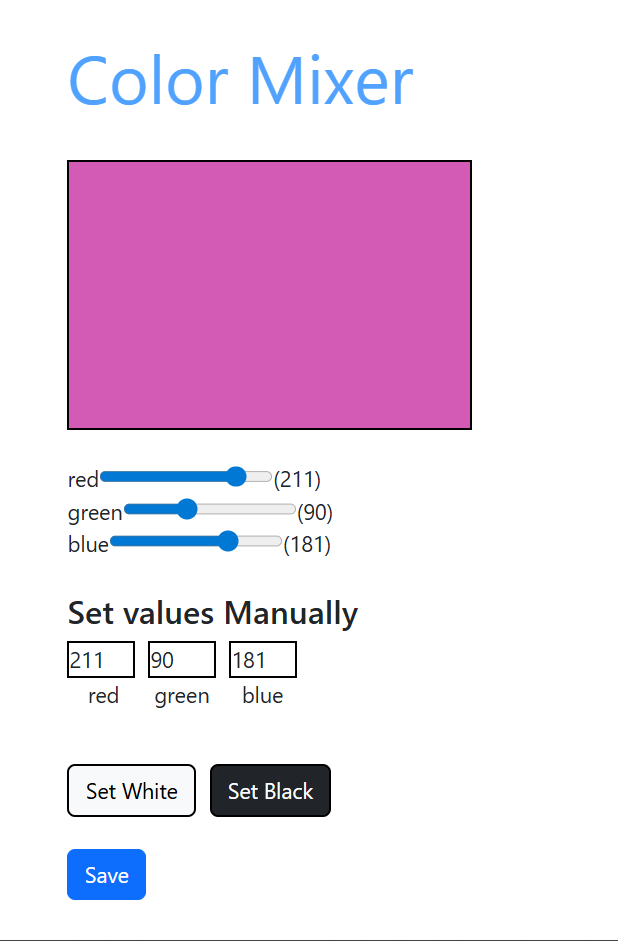 Color Mixer
red (211)
green (90)
blue (181)
Set values Manually
211 90 181
red green blue
Set White Set Black
Save